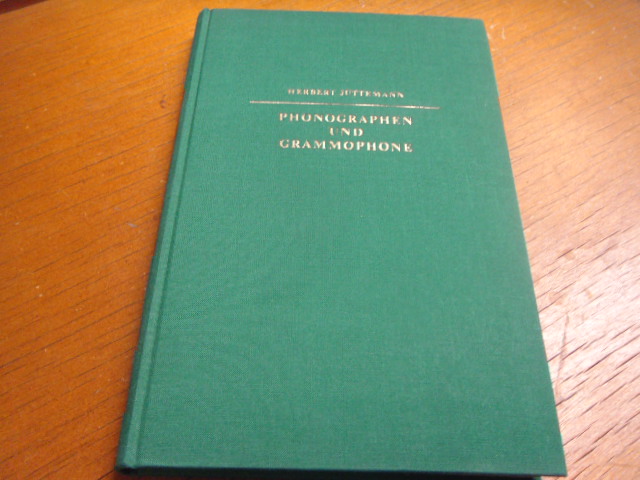 HERBERT JÜTTEMANN
PHONOGRAPHEN
UND
GRAMMOPHONE